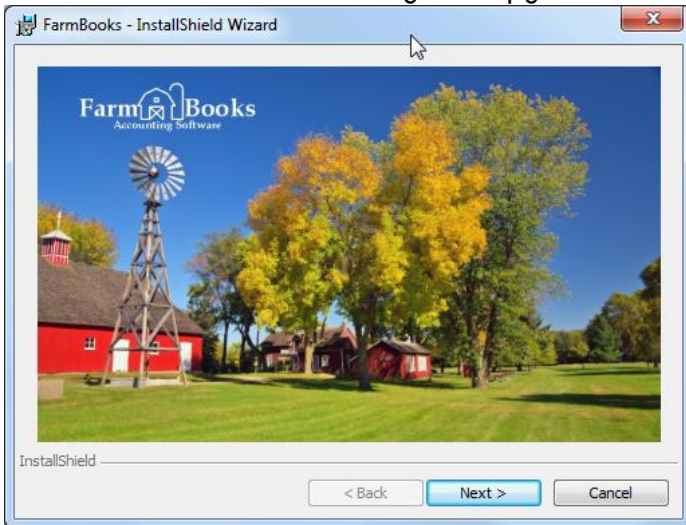 FarmBooks - InstallShield Wizard
Farm Books
Accounting Software
InstallShield
< Back
Next >
Cancel